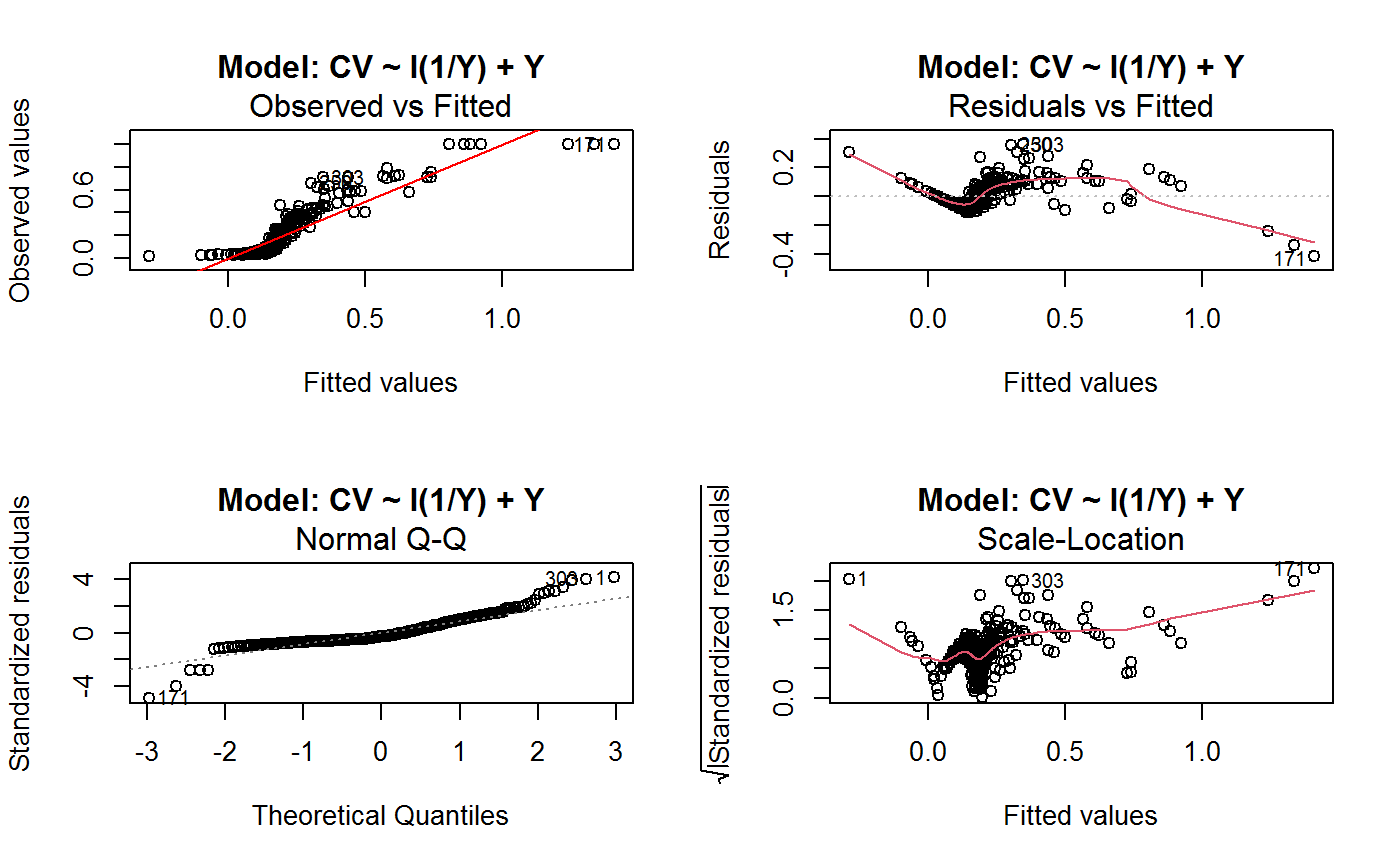 Model: CV ~ I(1/Y) + Y
Observed vs Fitted
Observed values
0.6
0.0
171
303
0.0 0.5 1.0
Fitted values
Model: CV ~ I(1/Y) + Y
Residuals vs Fitted
Residuals
0.2
-0.4
303
171
0.0 0.5 1.0
Fitted values
Model: CV ~ I(1/Y) + Y
Normal Q-Q
Standardized residuals
4
0
-4
303 1
171
-3 -2 -1 0 1 2 3
Theoretical Quantiles
Model: CV ~ I(1/Y) + Y
Scale-Location
√|Standardized residuals|
1.5
0.0
1
303
171
0.0 0.5 1.0
Fitted values